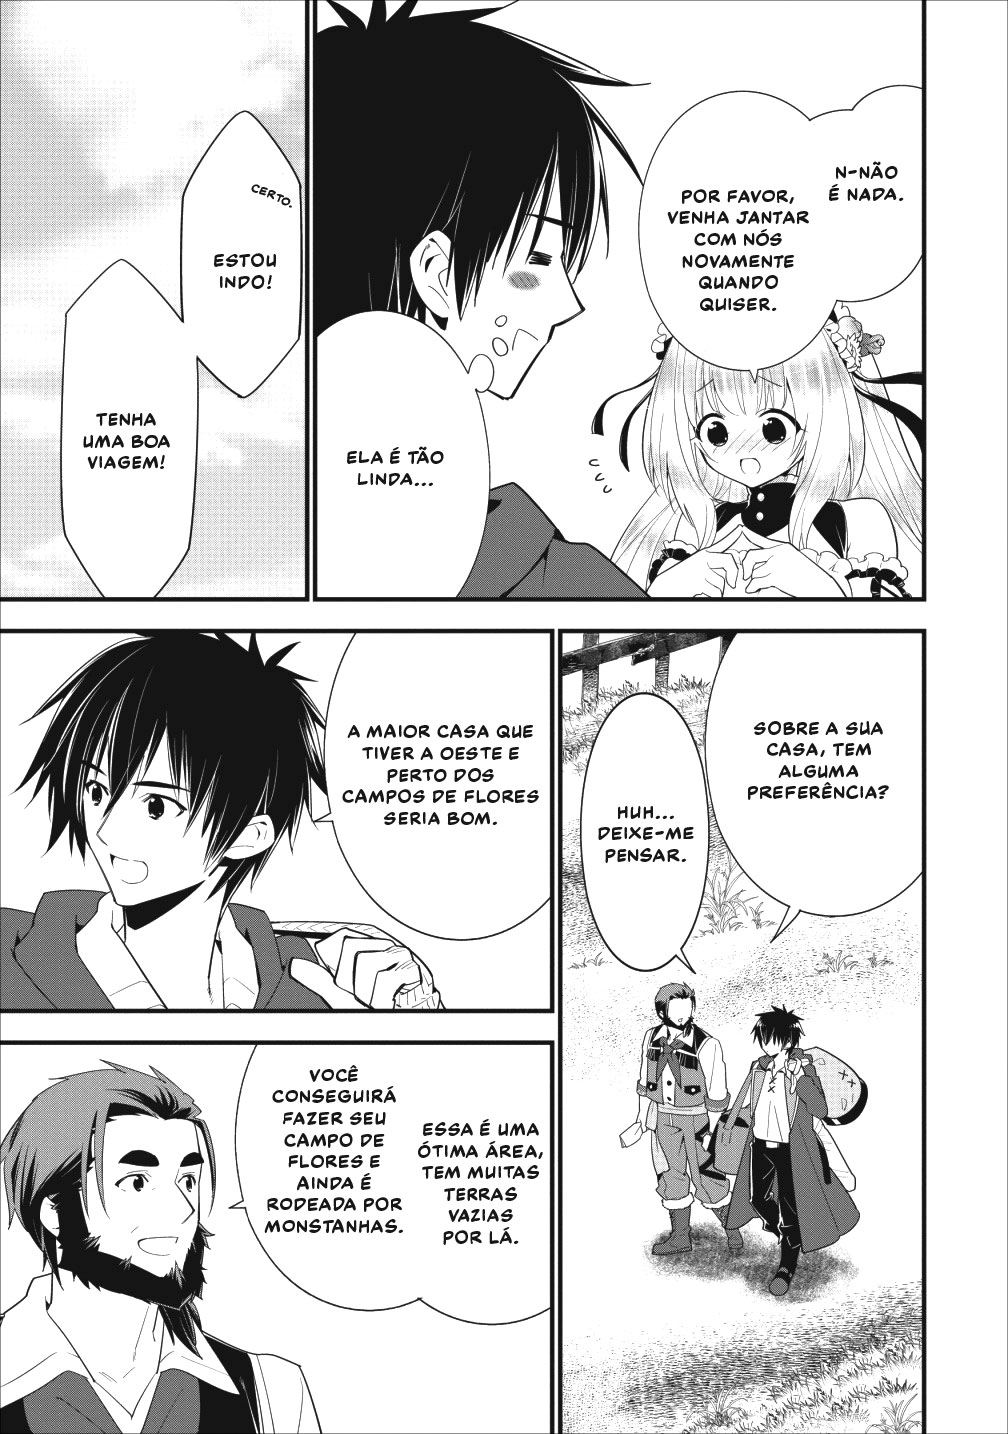 N-NÃO
É NADA.
POR FAVOR,
VENHA JANTAR
COM NÓS
NOVAMENTE
QUANDO
QUISER.
ELA É TÃO
LINDA...
CERTO.
ESTOU
INDO!
TENHA
UMA BOA
VIAGEM!
SOBRE A SUA
CASA, TEM
ALGUMA
PREFERÊNCIA?
HUH...
DEIXE-ME
PENSAR.
A MAIOR CASA QUE
TIVER A OESTE E
PERTO DOS
CAMPOS DE FLORES
SERIA BOM.
ESSA É UMA
ÓTIMA ÁREA,
TEM MUITAS
TERRAS
VAZIAS
POR LÁ.
VOCÊ
CONSEGUIRÁ
FAZER SEU
CAMPO DE
FLORES E
AINDA É
RODEADA POR
MONSTANHAS.